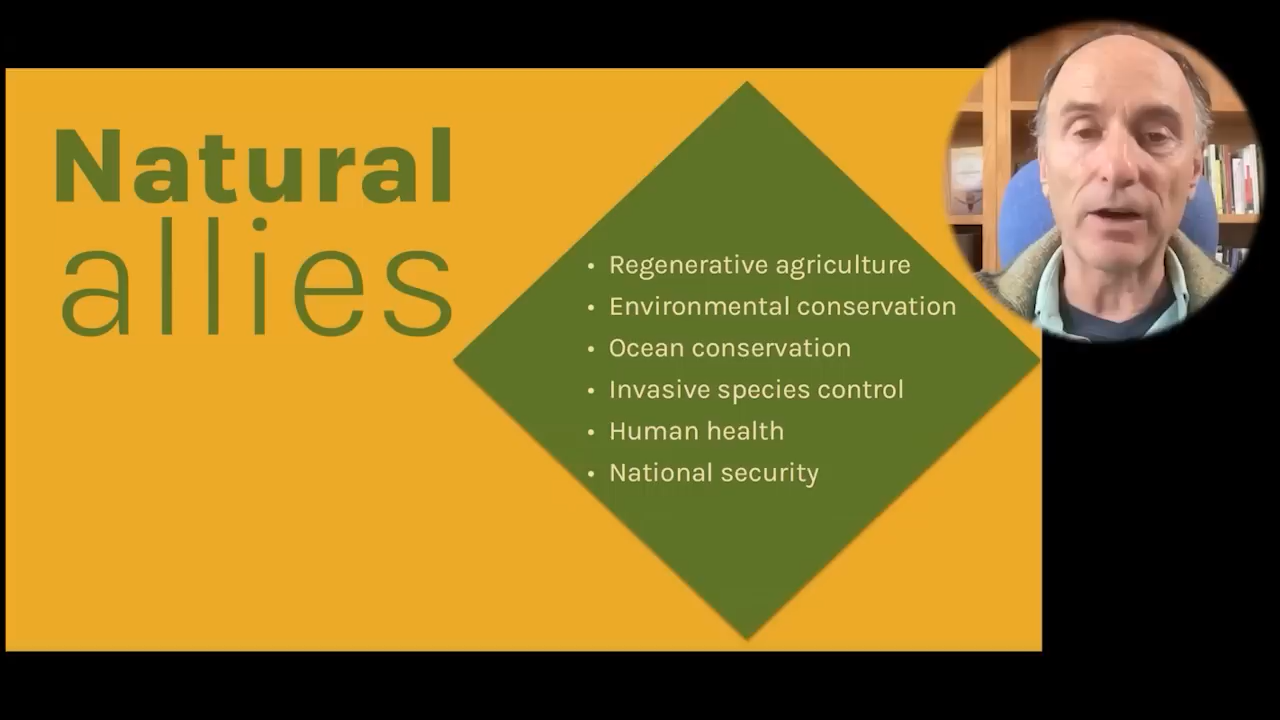 Natural
allies
• Regenerative agriculture
• Environmental conservation
• Ocean conservation
• Invasive species control
• Human health
• National security